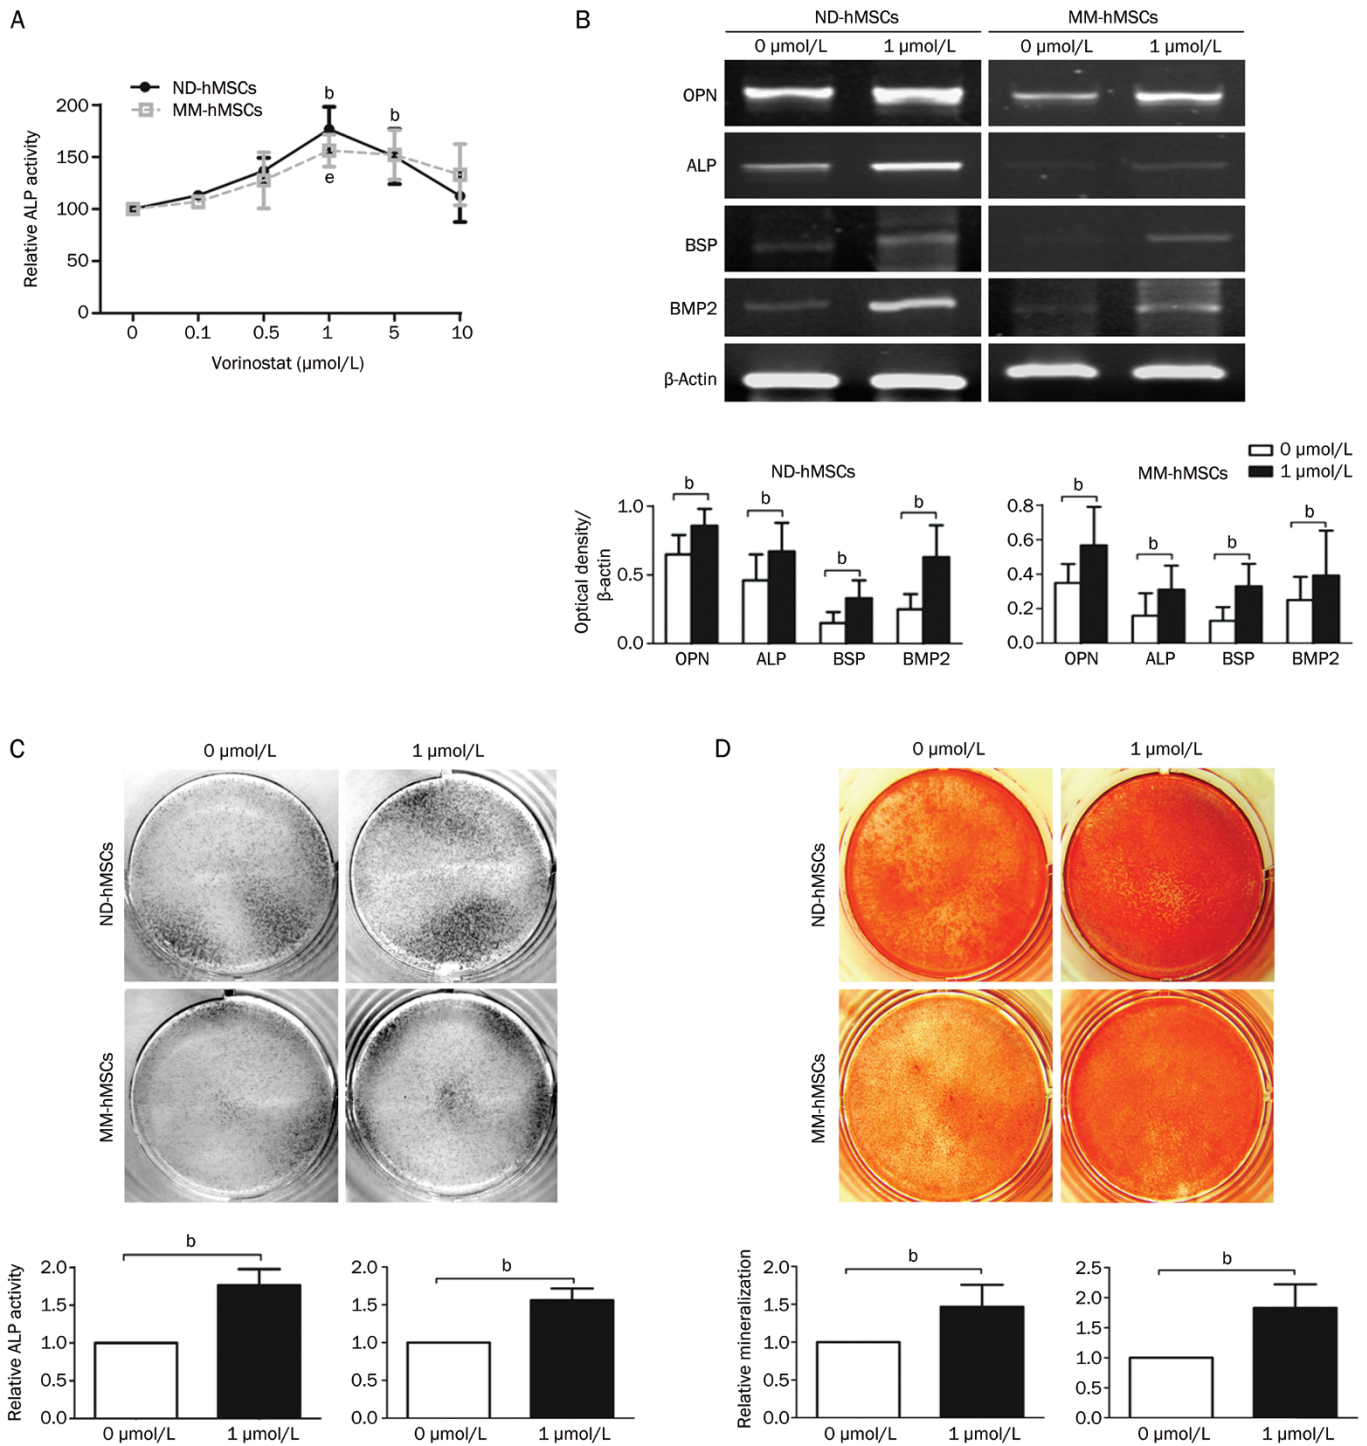 A
ND-hMSCs
MM-hMSCs
200
150
100
50
0
Relative ALP activity
b
b
e
0 0.1 0.5 1 5 10
Vorinostat (μmol/L)
B
ND-hMSCs MM-hMSCs
0 μmol/L 1 μmol/L 0 μmol/L 1 μmol/L
OPN
ALP
BSP
BMP2
β-Actin
0 μmol/L
1 μmol/L
ND-hMSCs
Optical density/
β-actin
1.0
0.5
0.0
b b b b
OPN ALP BSP BMP2
MM-hMSCs
0.8
0.6
0.4
0.2
0.0
b b b b
OPN ALP BSP BMP2
C
0 μmol/L 1 μmol/L
ND-hMSCs
MM-hMSCs
Relative ALP activity
2.0
1.5
1.0
0.5
0.0
b
0 μmol/L 1 μmol/L
2.0
1.5
1.0
0.5
0.0
b
0 μmol/L 1 μmol/L
D
0 μmol/L 1 μmol/L
ND-hMSCs
MM-hMSCs
Relative mineralization
2.0
1.5
1.0
0.5
0.0
b
0 μmol/L 1 μmol/L
2.5
2.0
1.5
1.0
0.5
0.0
b
0 μmol/L 1 μmol/L